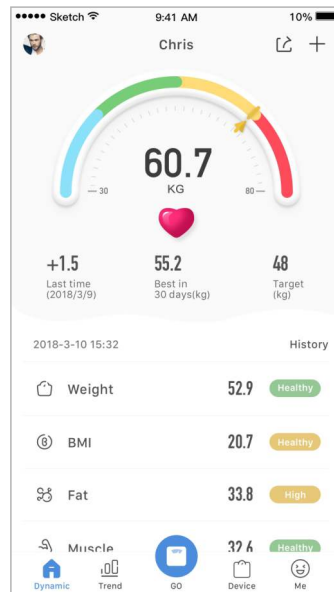 Sketch
9:41 AM
10%
Chris
60.7
KG
30
80
+1.5
Last time
(2018/3/9)
55.2
Best in
30 days(kg)
48
Target
(kg)
2018-3-10 15:32
History
Weight 52.9 Healthy
BMI 20.7 Healthy
Fat 33.8 High
Muscle 32.6 Healthy
Dynamic
Trend
GO
Device
Me